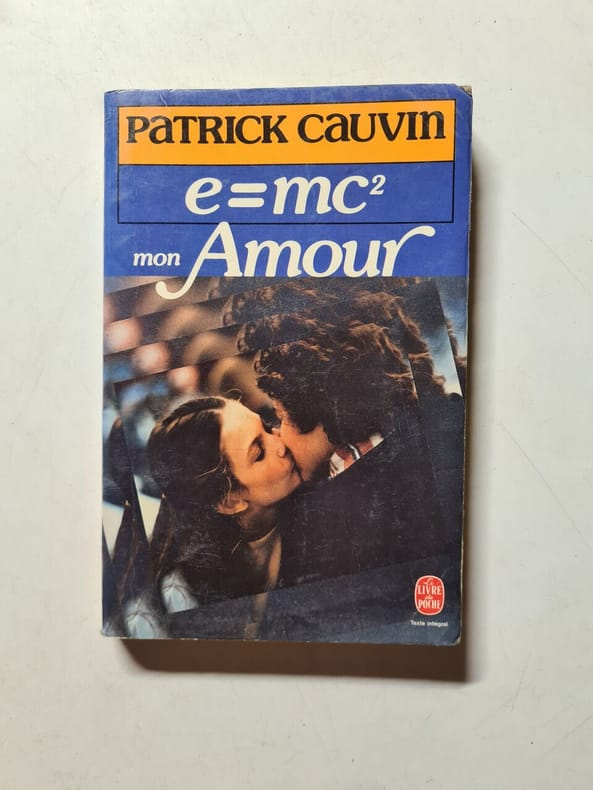 PATRICK CAUVIN
e=mc²
mon Amour
Le
LIVRE
de
POCHE
Texte intégral